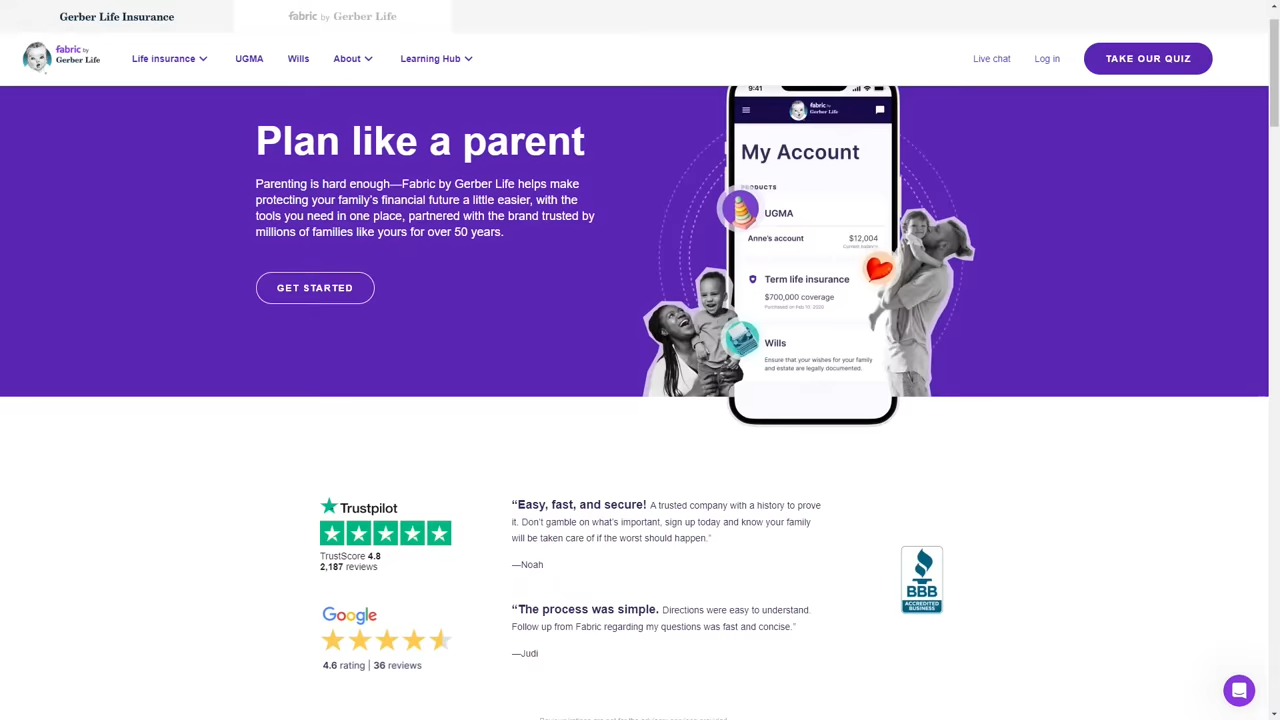 Gerber Life Insurance
fabric by Gerber Life
fabric by
Gerber Life
Life insurance
UGMA
Wills
About
Learning Hub
Live chat
Log in
TAKE OUR QUIZ
Plan like a parent
Parenting is hard enough—Fabric by Gerber Life helps make
protecting your family's financial future a little easier, with the
tools you need in one place, partnered with the brand trusted by
millions of families like yours for over 50 years.
GET STARTED
9:41
fabric by
Gerber Life
My Account
PRODUCTS
UGMA
Anne's account
$12,004
Current balance
Term life insurance
$700,000 coverage
Purchased on Feb 10, 2020
Wills
Ensure that your wishes for your family
and estate are legally documented.
Trustpilot
TrustScore 4.8
2,187 reviews
“Easy, fast, and secure! A trusted company with a history to prove
it. Don't gamble on what's important, sign up today and know your family
will be taken care of if the worst should happen.”
—Noah
Google
4.6 rating | 36 reviews
“The process was simple. Directions were easy to understand.
Follow up from Fabric regarding my questions was fast and concise.”
—Judi
BBB
ACCREDITED
BUSINESS